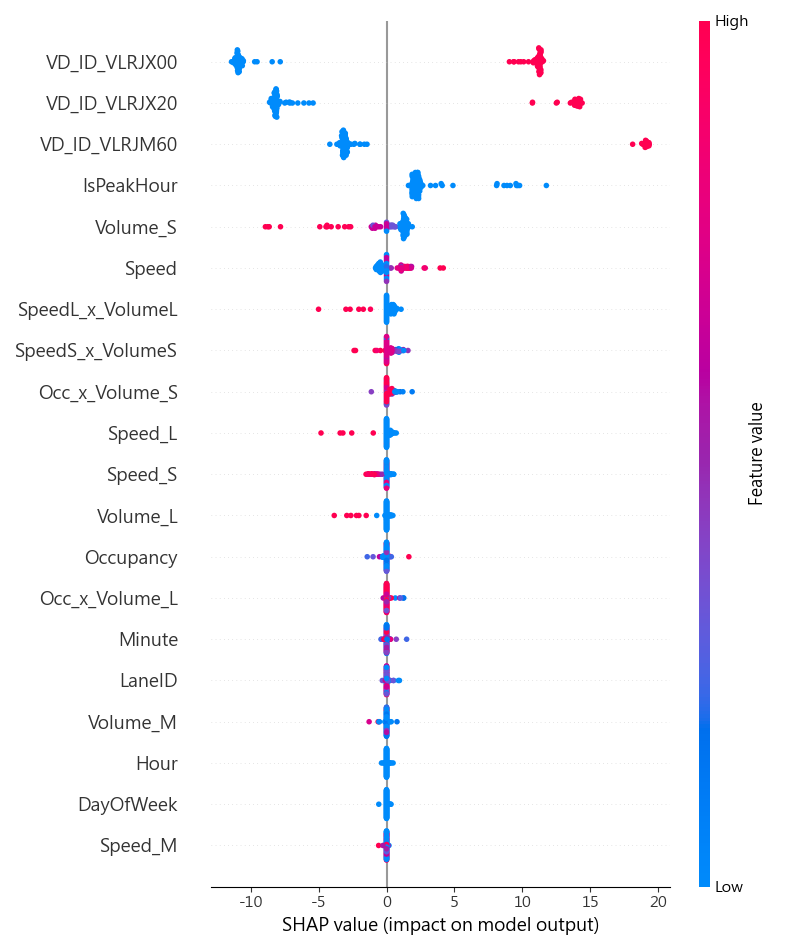 High
VD_ID_VLRJX00
VD_ID_VLRJX20
VD_ID_VLRJM60
IsPeakHour
Volume_S
Speed
SpeedL_x_VolumeL
SpeedS_x_VolumeS
Occ_x_Volume_S
Speed_L
Speed_S
Volume_L
Occupancy
Occ_x_Volume_L
Minute
LaneID
Volume_M
Hour
DayOfWeek
Speed_M
Feature value
Low
-10 -5 0 5 10 15 20
SHAP value (impact on model output)